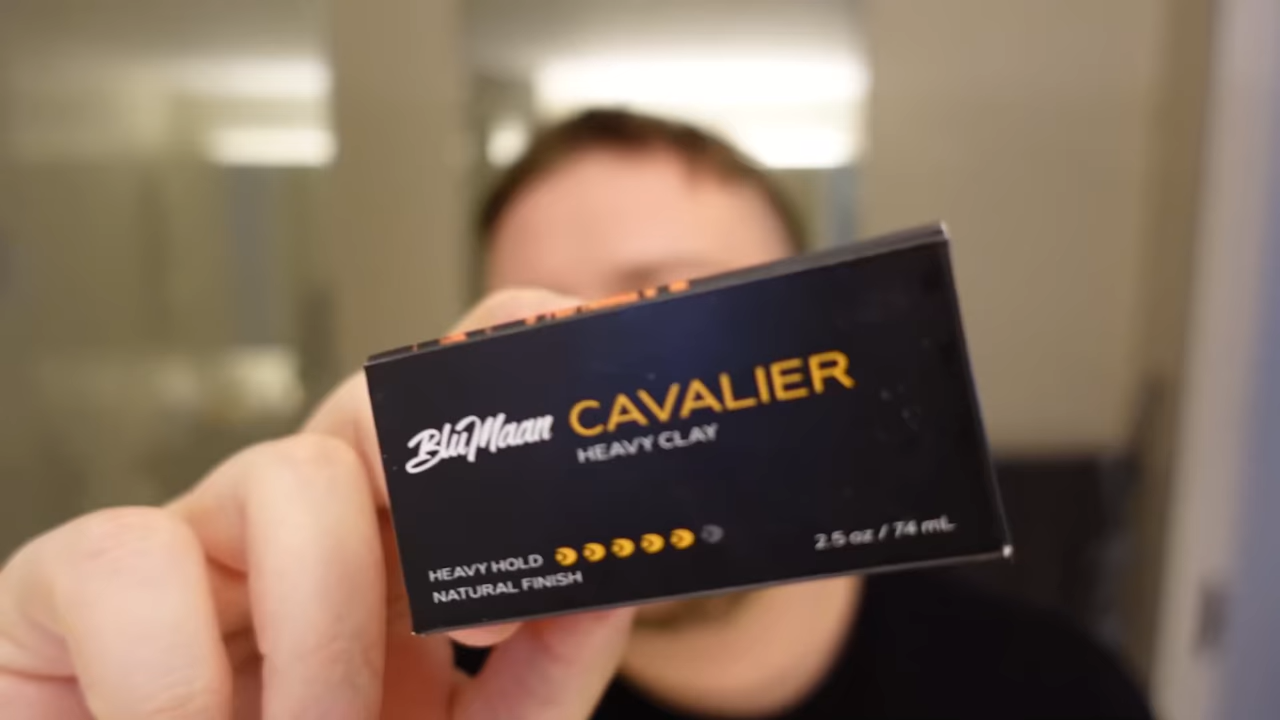 BluMaan CAVALIER
HEAVY CLAY
HEAVY HOLD
NATURAL FINISH
2.5 oz / 74 mL